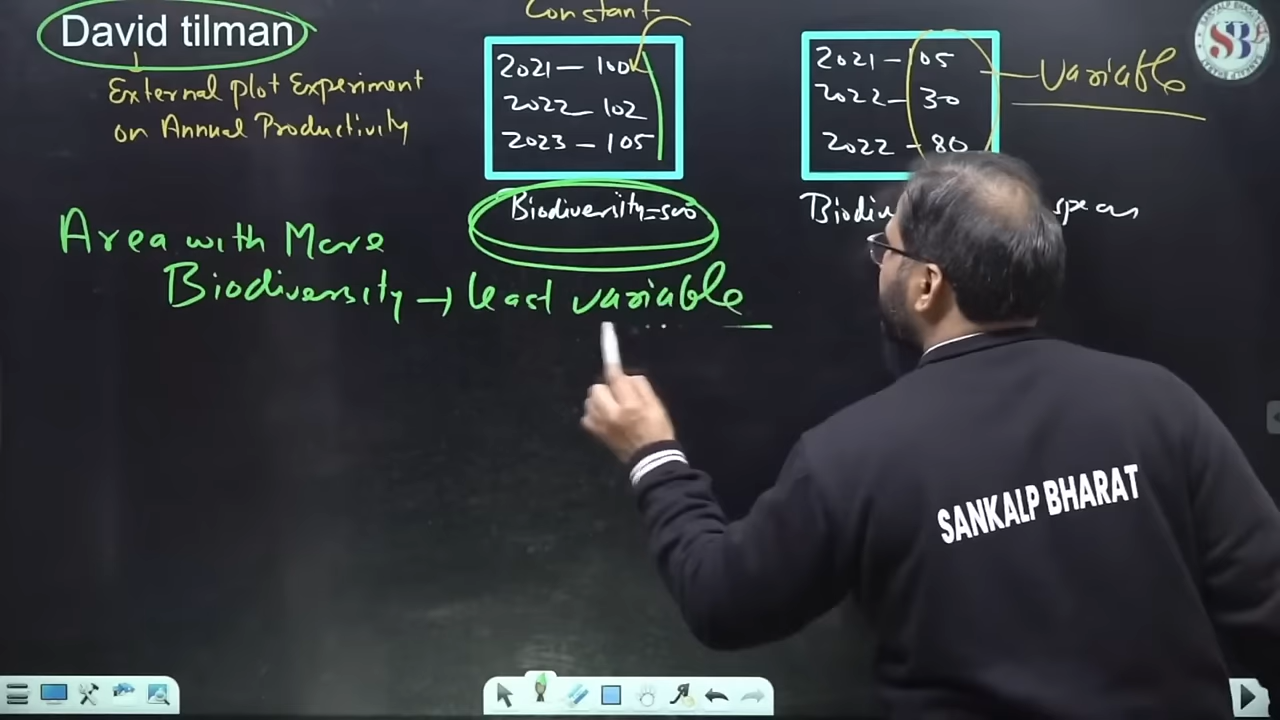 David tilman
External plot Experiment
on Annual Productivity
Constant
2021 - 100
2022 - 102
2023 - 105
Biodiversity = 500
2021 - 05
2022 - 30
2022 - 80
variable
Area with More
Biodiversity → least variable
SANKALP BHARAT
SB